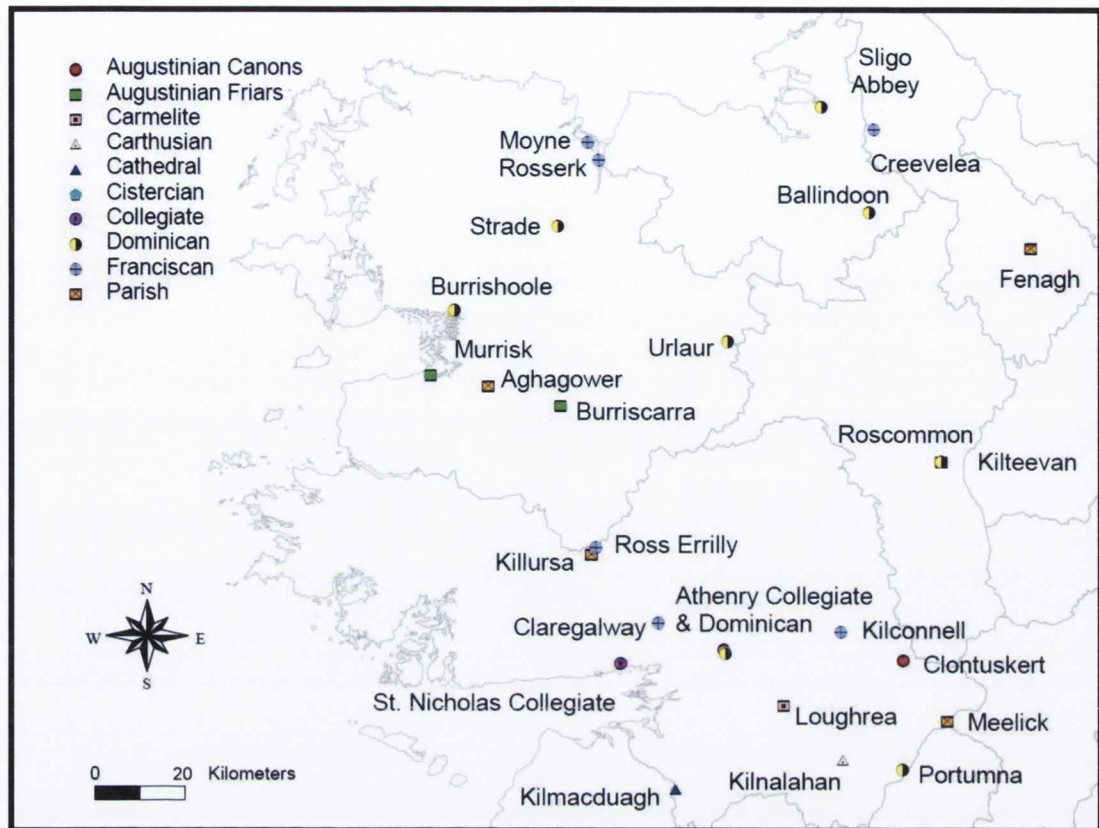 Augustinian Canons
Augustinian Friars
Carmelite
Carthusian
Cathedral
Cistercian
Collegiate
Dominican
Franciscan
Parish
Sligo
Abbey
Moyne
Rosserk
Creevelea
Ballindoon
Strade
Fenagh
Burrishoole
Urlaur
Murrisk
Aghagower
Burriscarra
Roscommon
Kilteevan
Ross Errilly
Killursa
Athenry Collegiate
& Dominican
Claregalway
Kilconnell
Clontuskert
St. Nicholas Collegiate
Loughrea
Meelick
Kilnalahan
Portumna
Kilmacduagh
N
W E
S
0 20 Kilometers